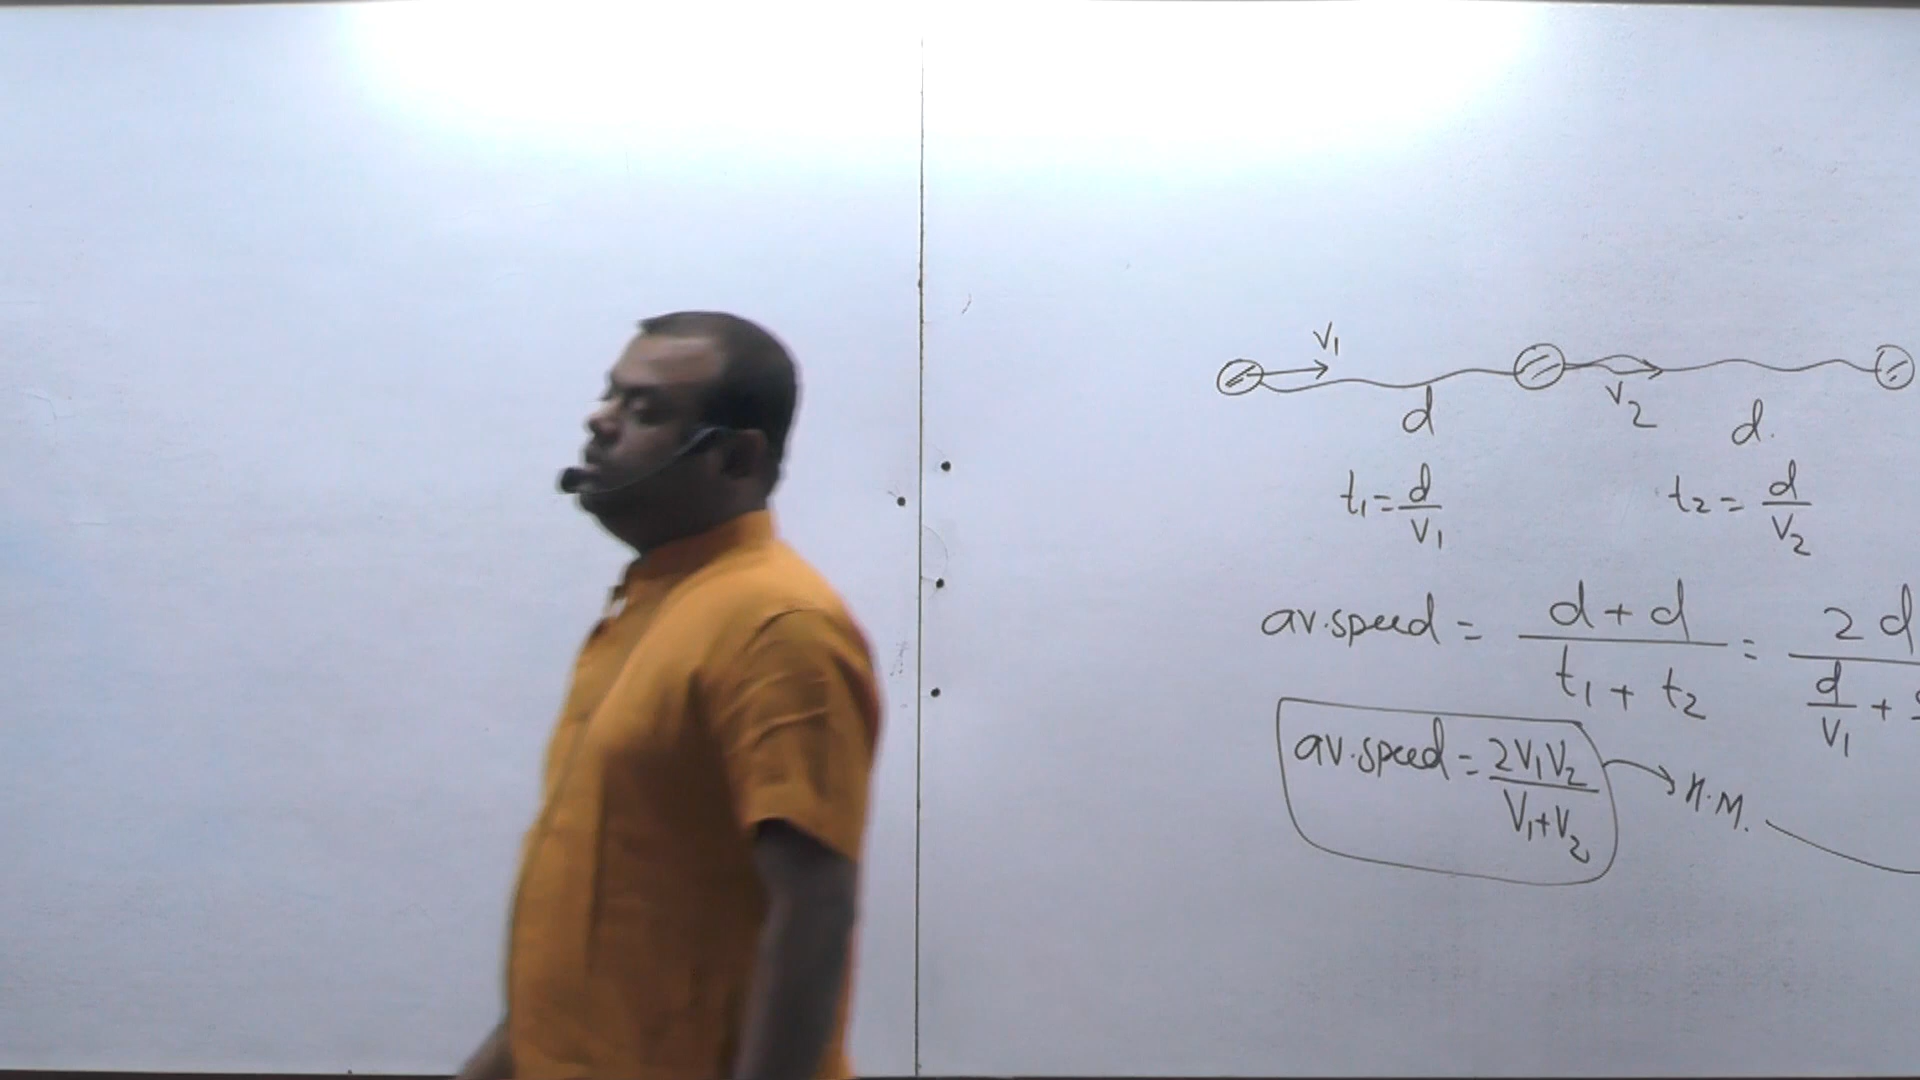 V₁
V₂
d
d.
t₁ = d/V₁
t₂ = d/V₂
av.speed = (d + d)/(t₁ + t₂) = 2d/(d/V₁ +
av.speed = 2V₁V₂/(V₁+V₂)
H.M.